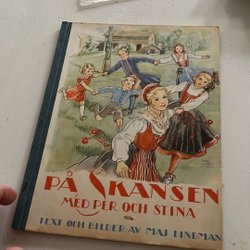 PÅ SKANSEN
MED PER OCH STINA
TEXT OCH BILDER AV MAJ LINDMAN